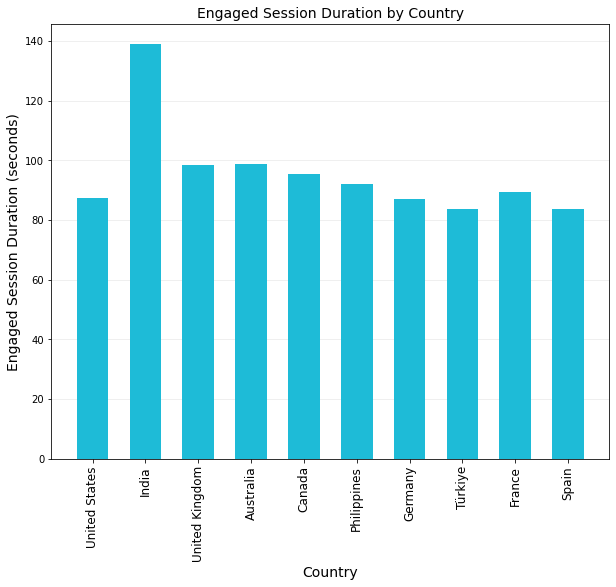 Engaged Session Duration by Country
Engaged Session Duration (seconds)
140
120
100
80
60
40
20
0
United States
India
United Kingdom
Australia
Canada
Philippines
Germany
Türkiye
France
Spain
Country